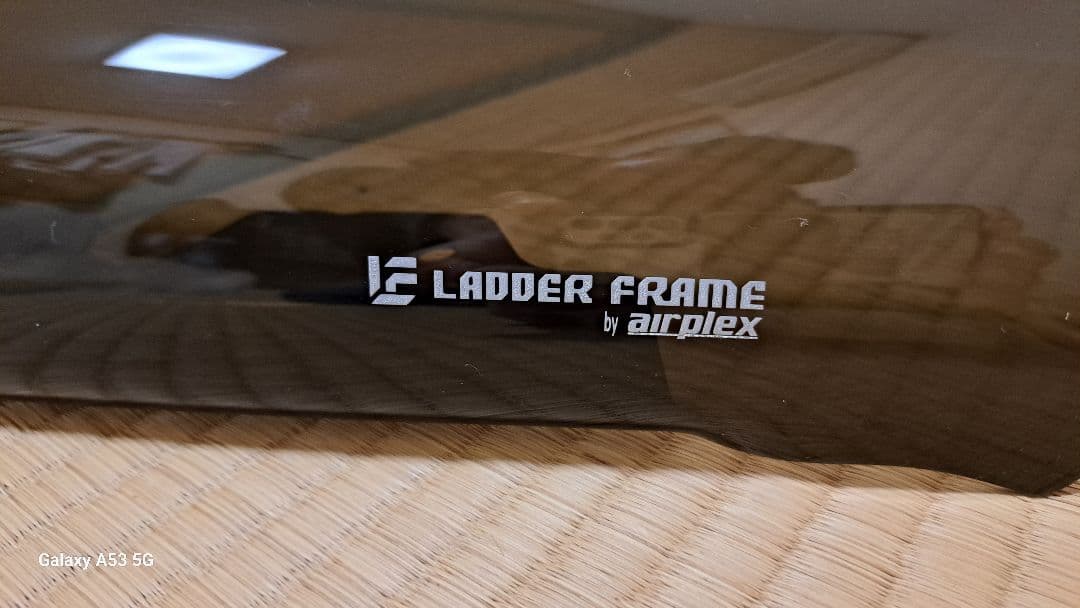 LADDER FRAME
by airplex
Galaxy A53 5G